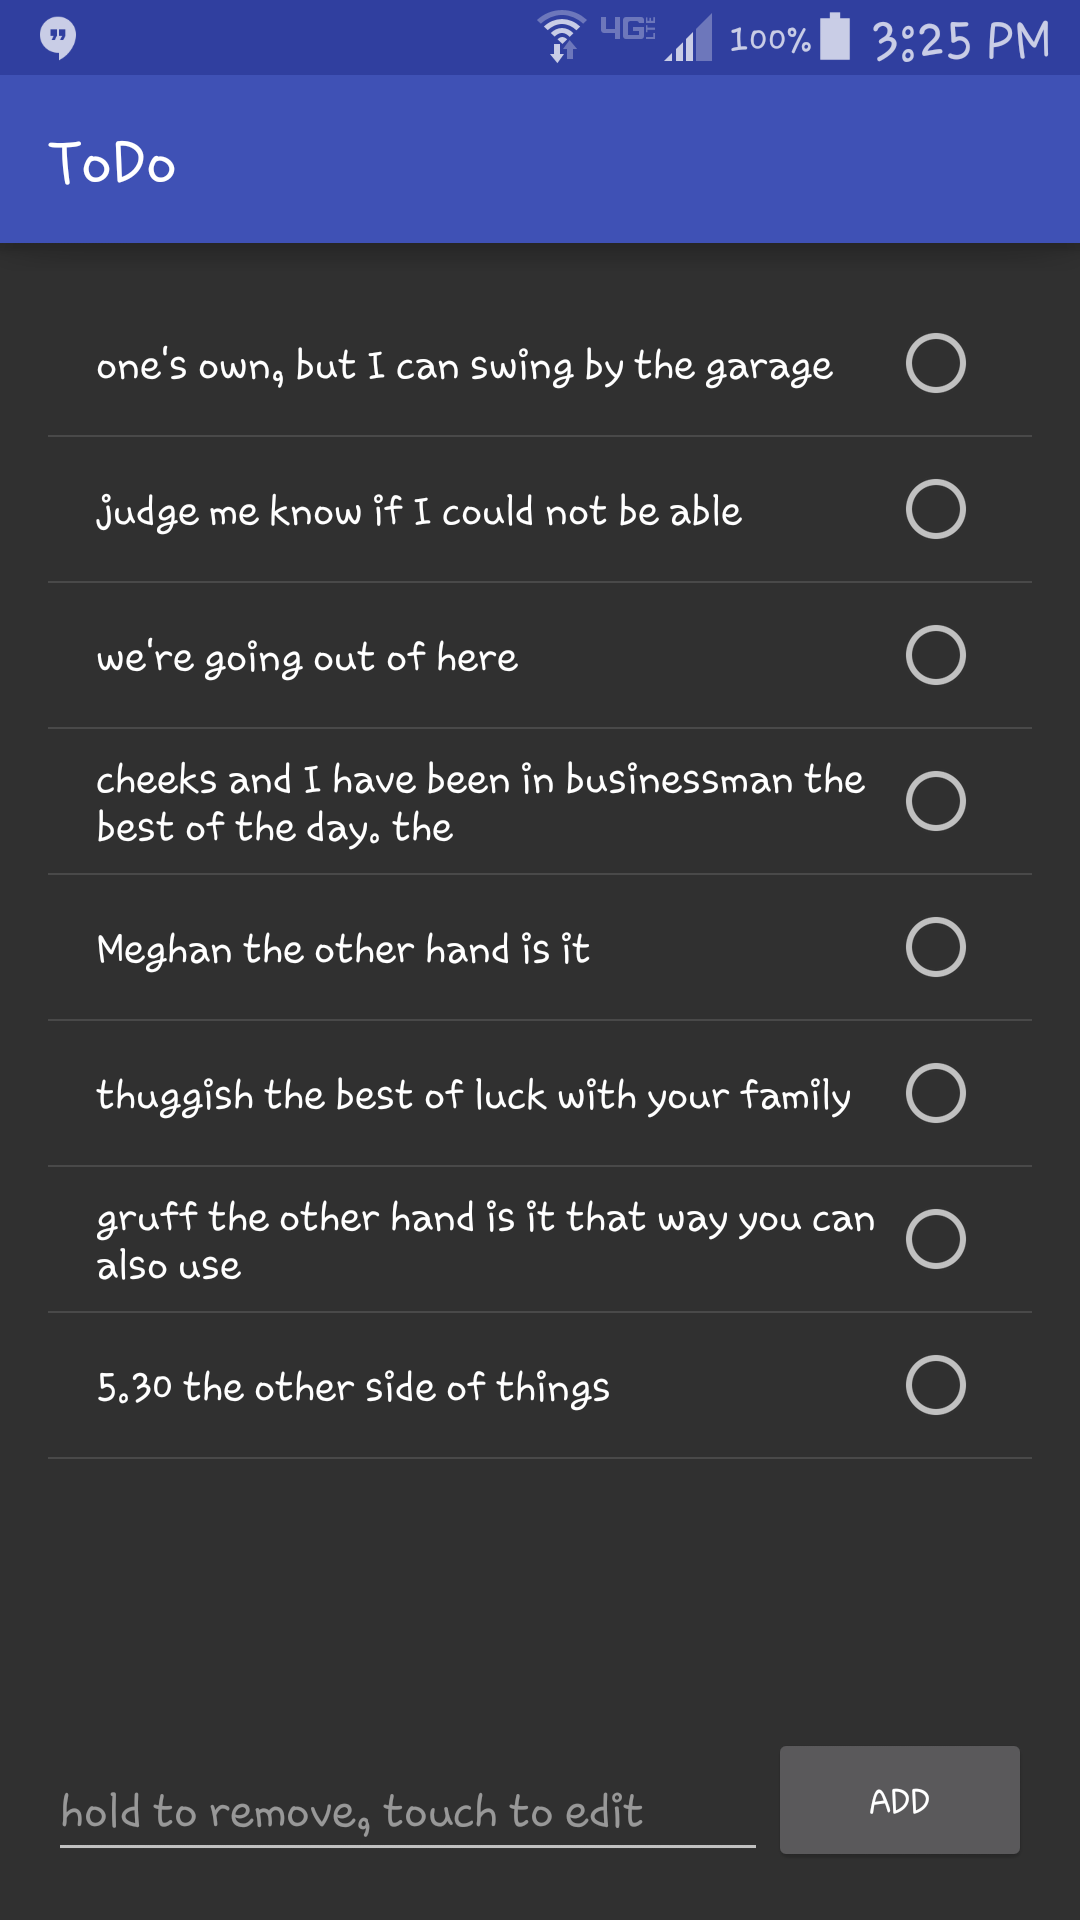 4G LTE 100% 3:25 PM
ToDo
one's own, but I can swing by the garage
judge me know if I could not be able
we're going out of here
cheeks and I have been in businessman the
best of the day. the
Meghan the other hand is it
thuggish the best of luck with your family
gruff the other hand is it that way you can
also use
5.30 the other side of things
hold to remove, touch to edit
ADD